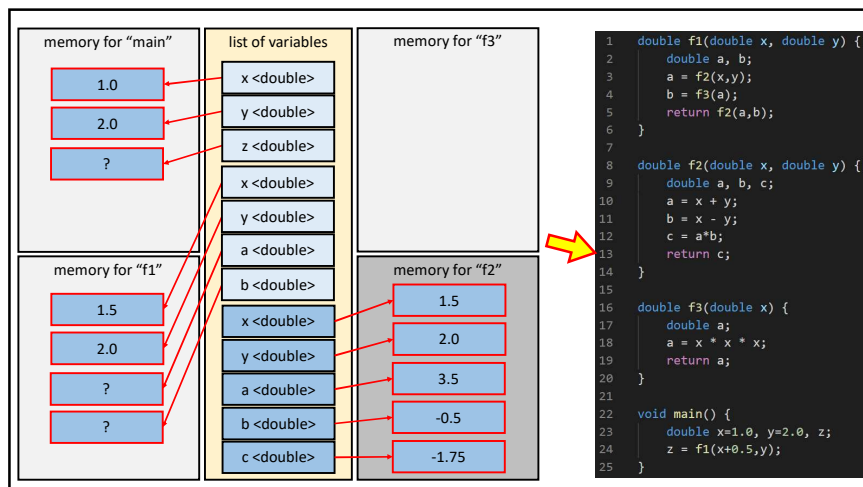 memory for “main”
1.0
2.0
?
list of variables
x <double>
y <double>
z <double>
x <double>
y <double>
a <double>
b <double>
x <double>
y <double>
a <double>
b <double>
c <double>
memory for “f3”
memory for “f1”
1.5
2.0
?
?
memory for “f2”
1.5
2.0
3.5
-0.5
-1.75
1 double f1(double x, double y) {
2     double a, b;
3     a = f2(x,y);
4     b = f3(a);
5     return f2(a,b);
6 }
7
8 double f2(double x, double y) {
9     double a, b, c;
10     a = x + y;
11     b = x - y;
12     c = a*b;
13     return c;
14 }
15
16 double f3(double x) {
17     double a;
18     a = x * x * x;
19     return a;
20 }
21
22 void main() {
23     double x=1.0, y=2.0, z;
24     z = f1(x+0.5,y);
25 }